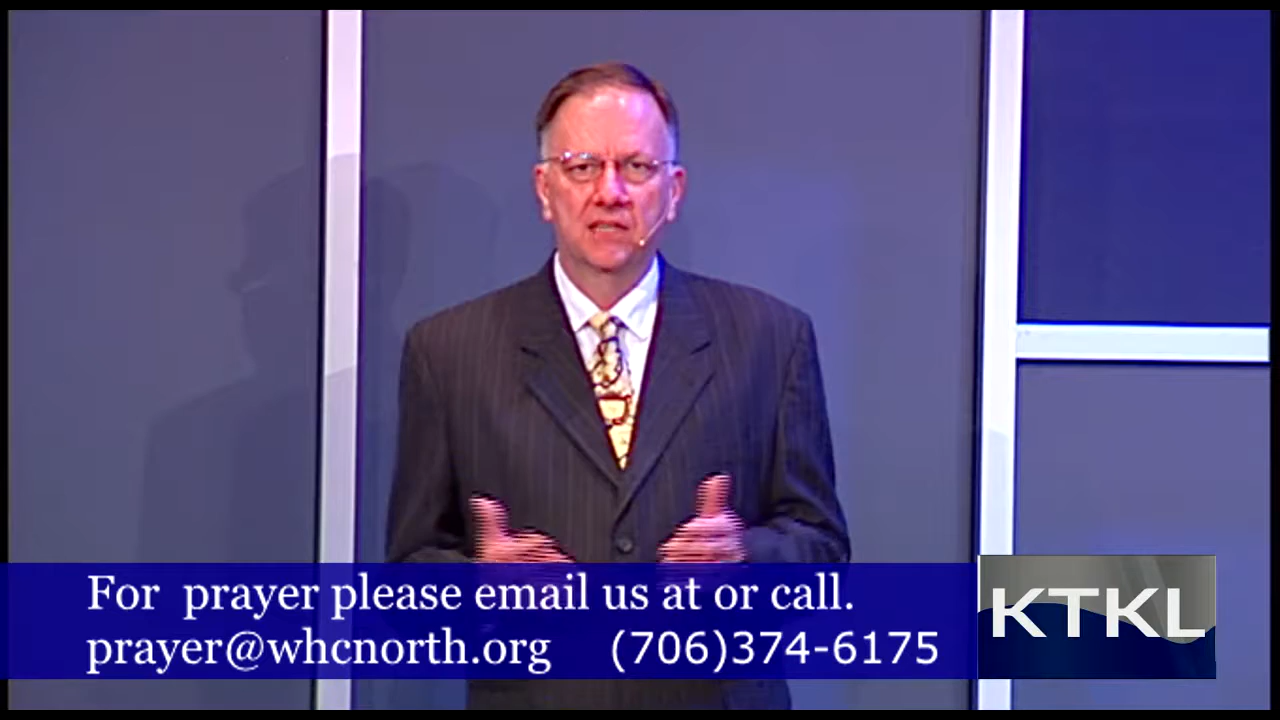 For  prayer please email us at or call.
prayer@whcnorth.org     (706)374-6175
KTKL